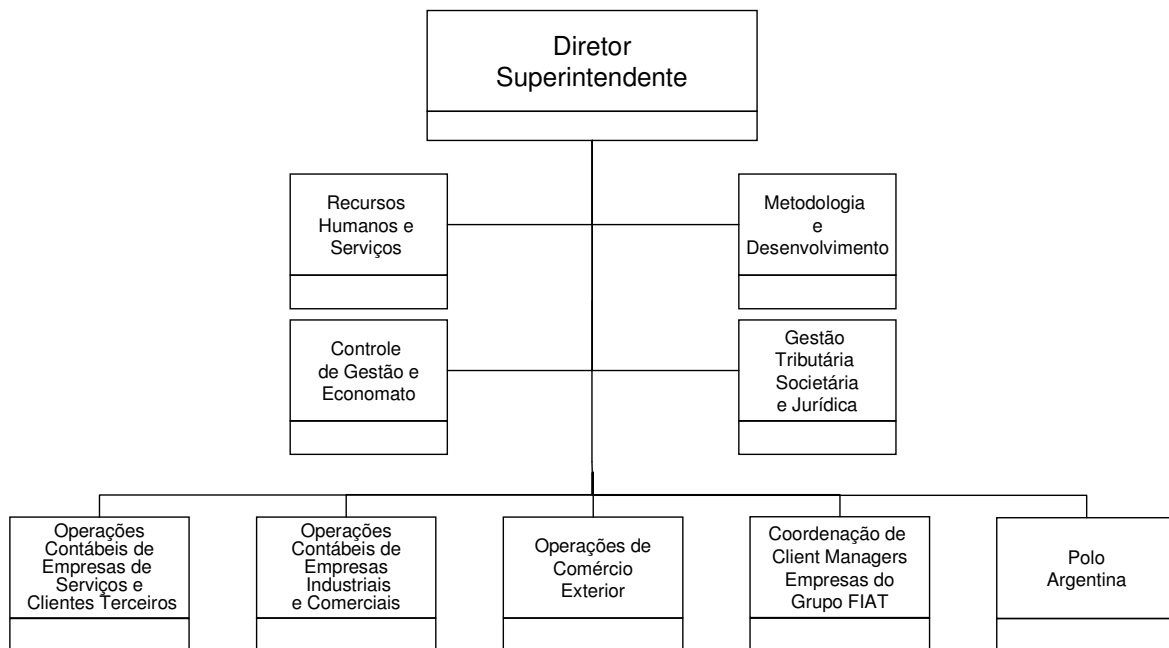 Diretor
Superintendente
Recursos
Humanos e
Serviços
Metodologia
e
Desenvolvimento
Controle
de Gestão e
Economato
Gestão
Tributária
Societária
e Jurídica
Operações
Contábeis de
Empresas de
Serviços e
Clientes Terceiros
Operações
Contábeis de
Empresas
Industriais
e Comerciais
Operações de
Comércio
Exterior
Coordenação de
Client Managers
Empresas do
Grupo FIAT
Polo
Argentina